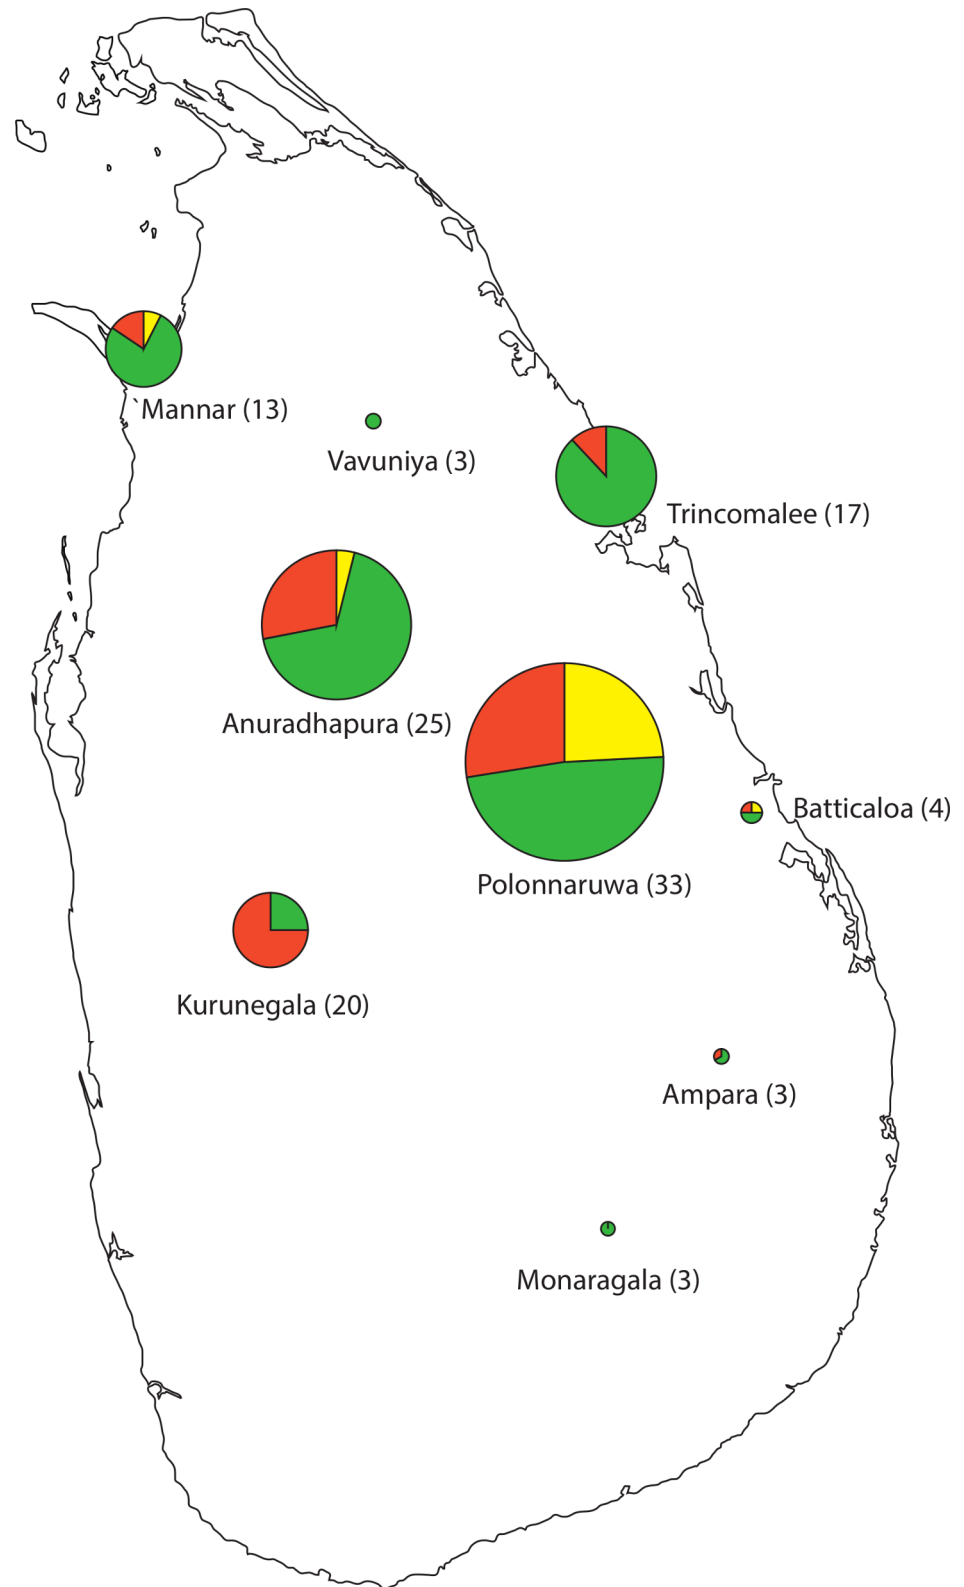 `Mannar (13)
Vavuniya (3)
Trincomalee (17)
Anuradhapura (25)
Batticaloa (4)
Polonnaruwa (33)
Kurunegala (20)
Ampara (3)
Monaragala (3)